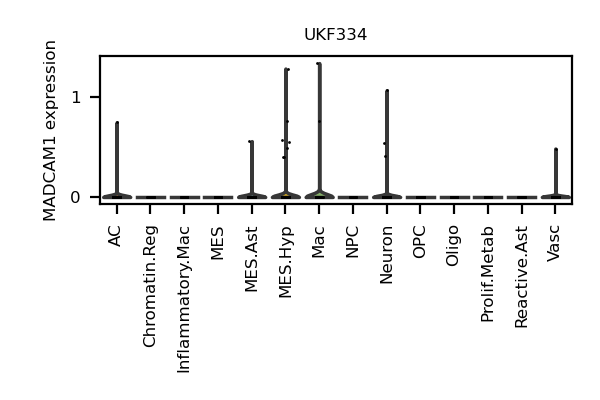 UKF334
MADCAM1 expression
1
0
AC
Chromatin.Reg
Inflammatory.Mac
MES
MES.Ast
MES.Hyp
Mac
NPC
Neuron
OPC
Oligo
Prolif.Metab
Reactive.Ast
Vasc